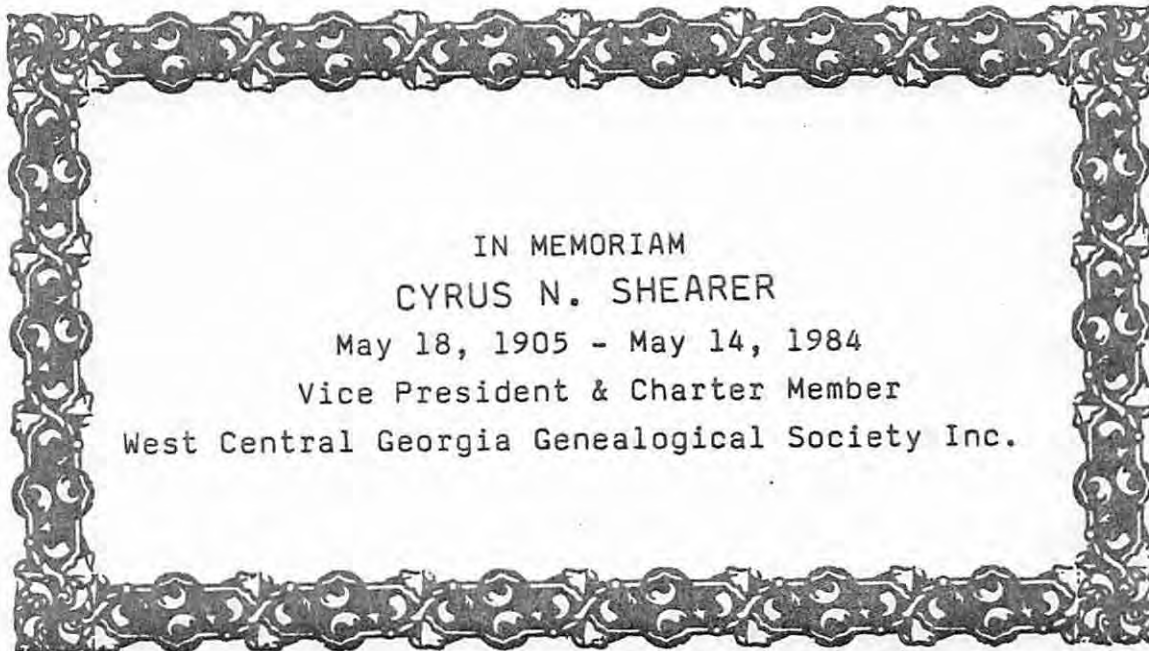 IN MEMORIAM
CYRUS N. SHEARER
May 18, 1905 - May 14, 1984
Vice President & Charter Member
West Central Georgia Genealogical Society Inc.